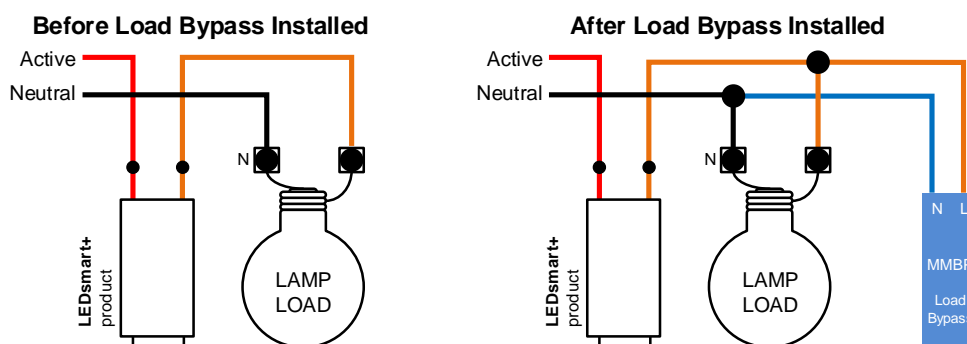 Before Load Bypass Installed
Active
Neutral
N
LAMP
LOAD
LEDsmart+
product
After Load Bypass Installed
Active
Neutral
N
LAMP
LOAD
LEDsmart+
product
N L
MMBP
Load
Bypass